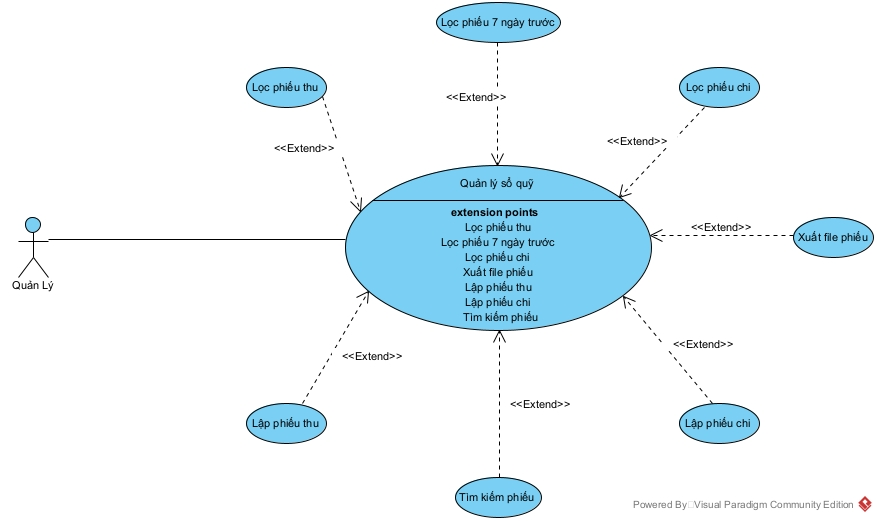 Lọc phiếu 7 ngày trước
Lọc phiếu thu
Lọc phiếu chi
<<Extend>>
<<Extend>>
<<Extend>>
Quản lý sổ quỹ
extension points
Lọc phiếu thu
Lọc phiếu 7 ngày trước
Lọc phiếu chi
Xuất file phiếu
Lập phiếu thu
Lập phiếu chi
Tìm kiếm phiếu
<<Extend>>
Xuất file phiếu
Quản Lý
<<Extend>>
<<Extend>>
<<Extend>>
Lập phiếu thu
Lập phiếu chi
Tìm kiếm phiếu
Powered By Visual Paradigm Community Edition